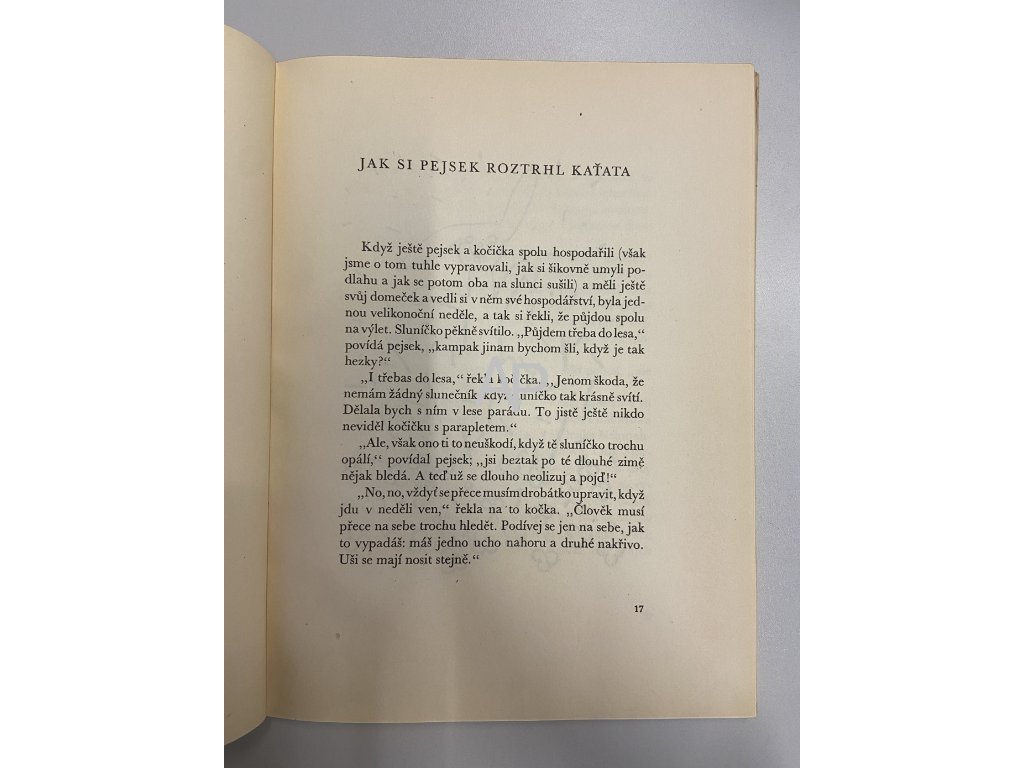 JAK SI PEJSEK ROZTRHL KAŤATA
Když ještě pejsek a kočička spolu hospodařili (však
jsme o tom tuhle vypravovali, jak si šikovně umyli po-
dlahu a jak se potom oba na slunci sušili) a měli ještě
svůj domeček a vedli si v něm své hospodářství, byla jed-
nou velikonoční neděle, a tak si řekli, že půjdou spolu
na výlet. Sluníčko pěkně svítilo. „Půjdem třeba do lesa,“
povídá pejsek, „kampak jinam bychom šli, když je tak
hezky?“
„I třebas do lesa,“ řekla kočička. „Jenom škoda, že
nemám žádný slunečník, když sluníčko tak krásně svítí.
Dělala bych s ním v lese parádu. To jistě ještě nikdo
neviděl kočičku s parapletem.“
„Ale, však ono ti to neuškodí, když tě sluníčko trochu
opálí,“ povídal pejsek; „jsi beztak po té dlouhé zimě
nějak bledá. A teď už se dlouho neolizuj a pojď!“
„No, no, vždyť se přece musím drobátko upravit, když
jdu v neděli ven,“ řekla na to kočka. „Člověk musí
přece na sebe trochu hledět. Podívej se jen na sebe, jak
to vypadáš: máš jedno ucho nahoru a druhé nakřivo.
Uši se mají nosit stejně.“
17